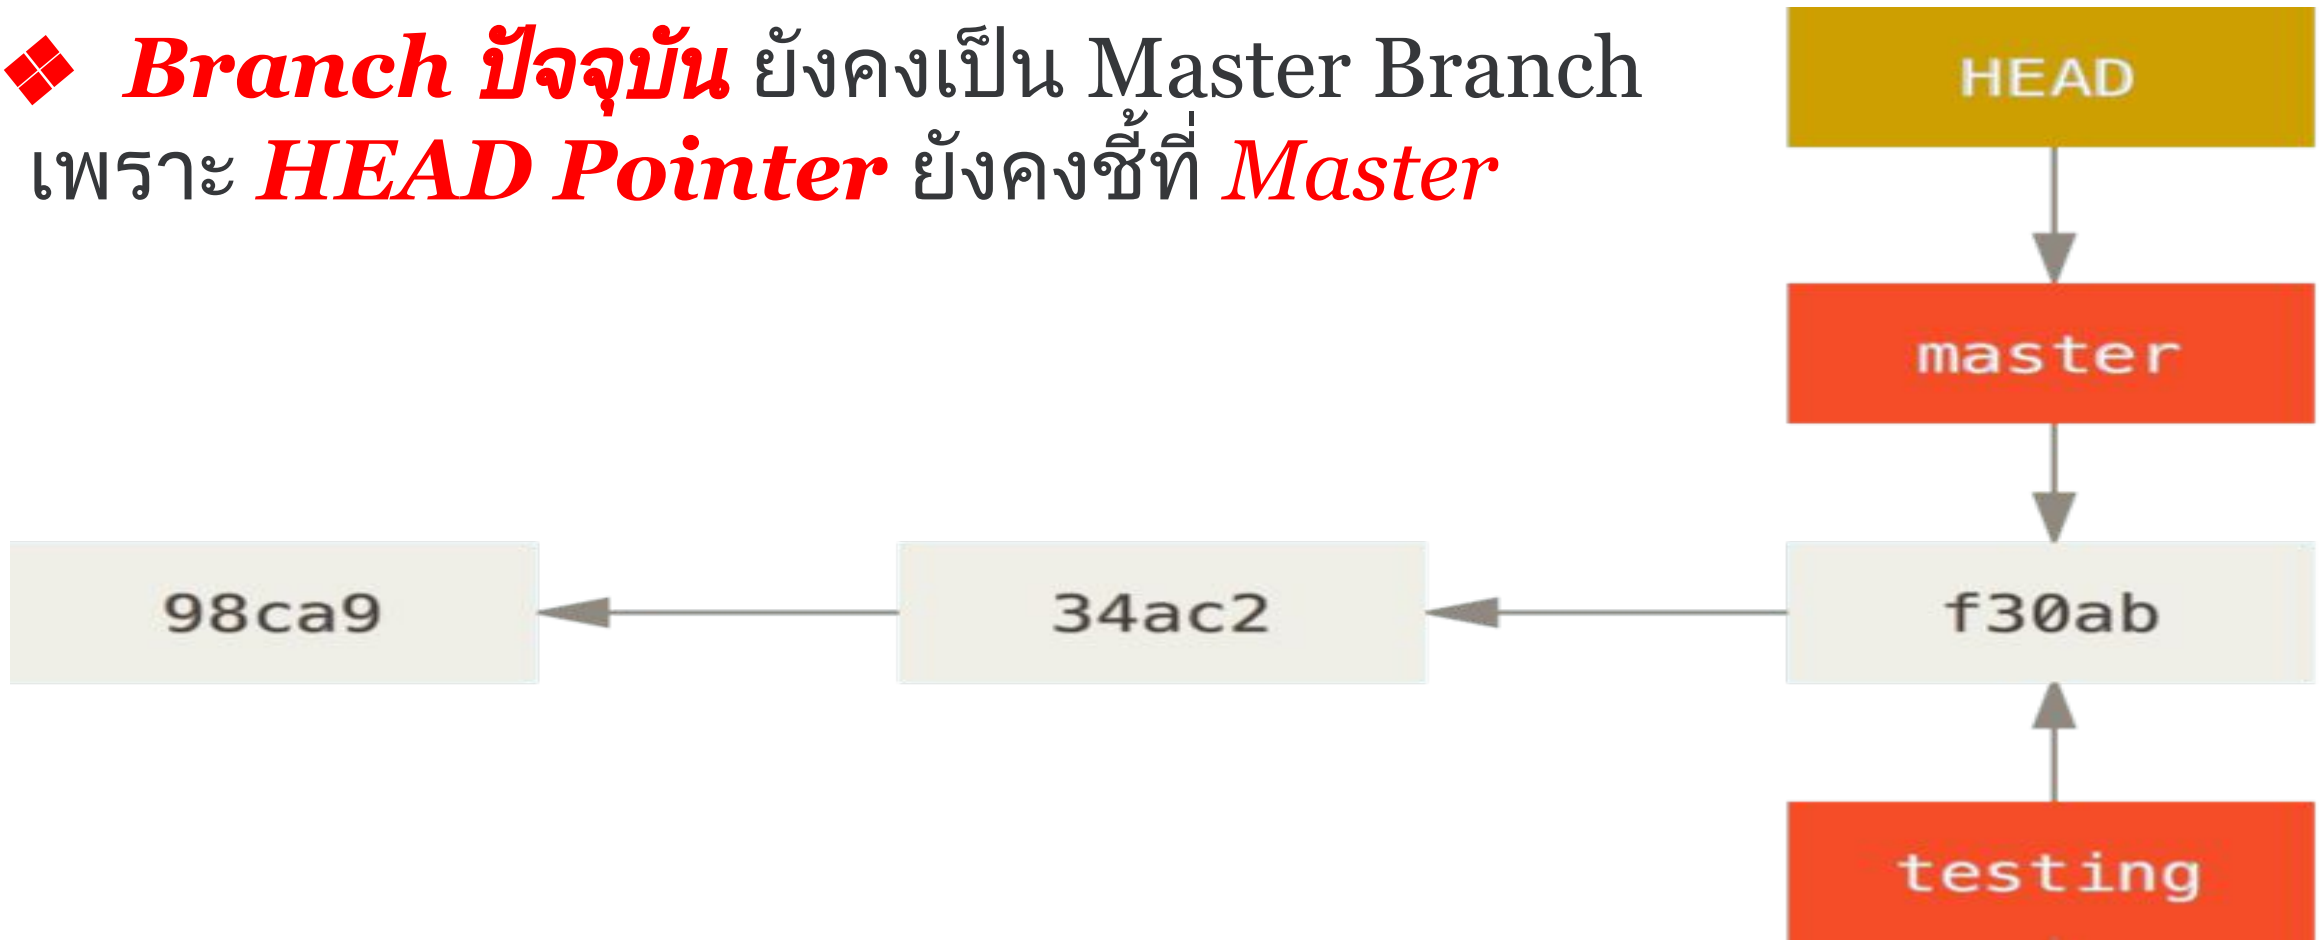 ❖ Branch ปัจจุบัน ยังคงเป็น Master Branch
เพราะ HEAD Pointer ยังคงชี้ที่ Master
HEAD
master
98ca9
34ac2
f30ab
testing